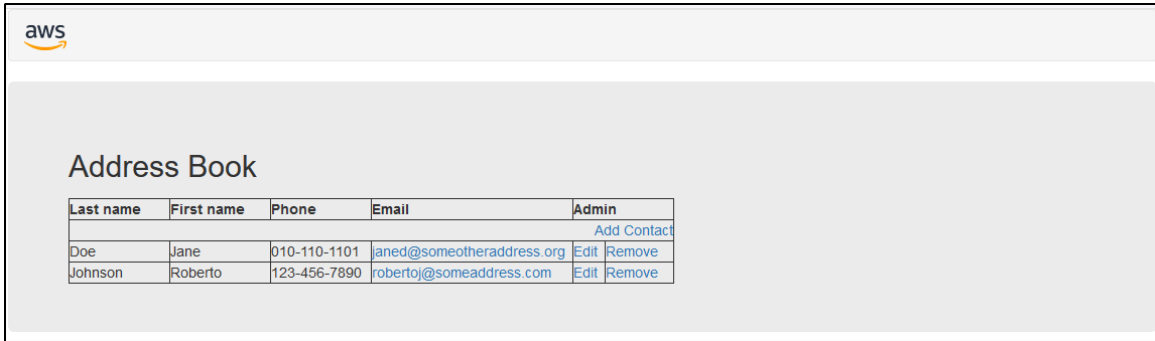 aws
Address Book
Last name First name Phone Email Admin
Add Contact
Doe Jane 010-110-1101 janed@someotheraddress.org Edit Remove
Johnson Roberto 123-456-7890 robertoj@someaddress.com Edit Remove